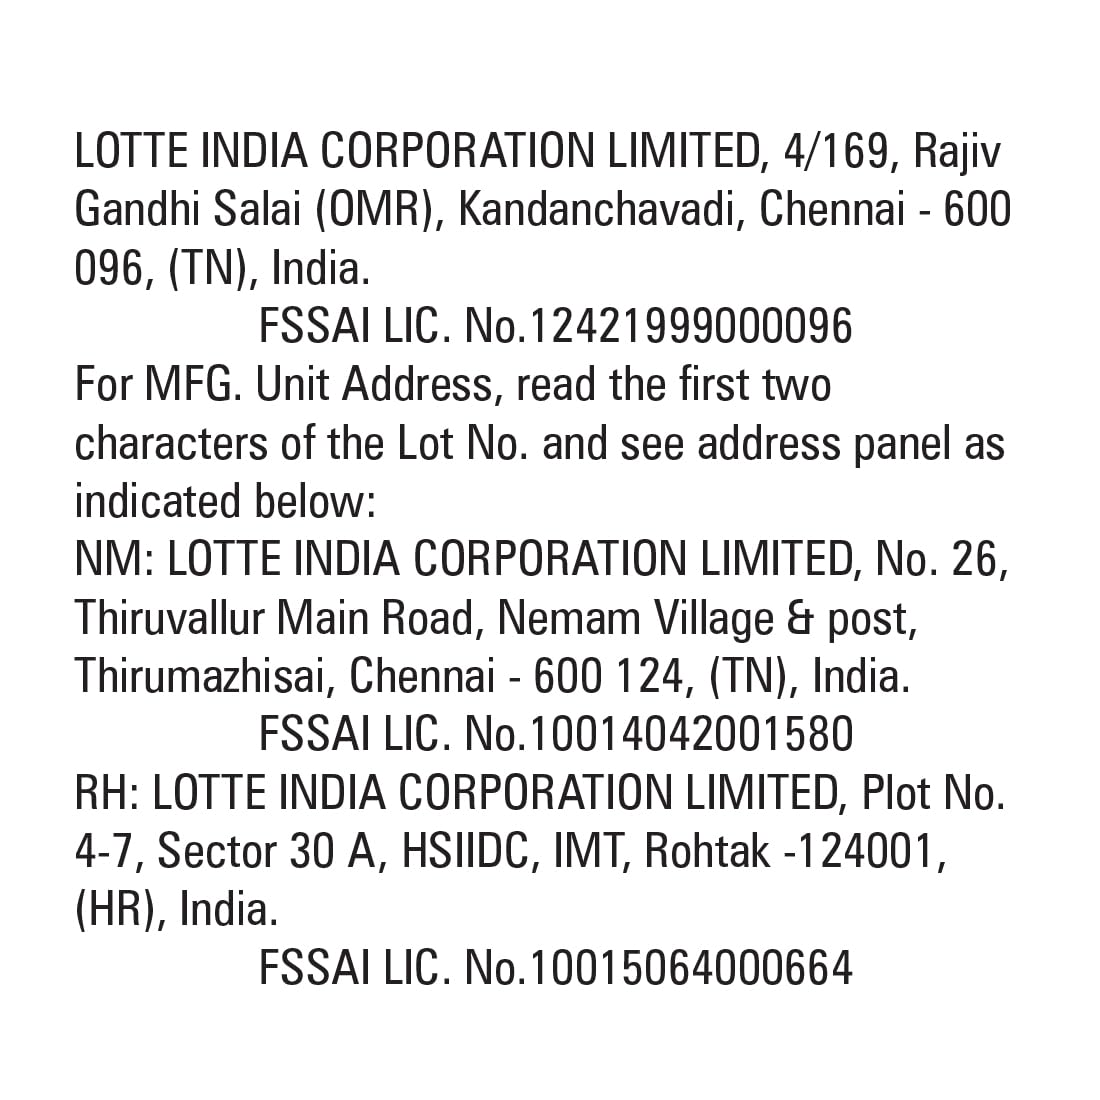 LOTTE INDIA CORPORATION LIMITED, 4/169, Rajiv
Gandhi Salai (OMR), Kandanchavadi, Chennai - 600
096, (TN), India.
FSSAI LIC. No.12421999000096
For MFG. Unit Address, read the first two
characters of the Lot No. and see address panel as
indicated below:
NM: LOTTE INDIA CORPORATION LIMITED, No. 26,
Thiruvallur Main Road, Nemam Village & post,
Thirumazhisai, Chennai - 600 124, (TN), India.
FSSAI LIC. No.10014042001580
RH: LOTTE INDIA CORPORATION LIMITED, Plot No.
4-7, Sector 30 A, HSIIDC, IMT, Rohtak -124001,
(HR), India.
FSSAI LIC. No.10015064000664